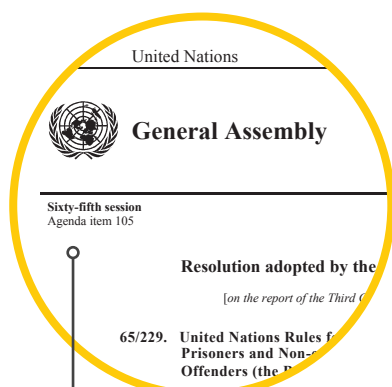 United Nations
General Assembly
Sixty-fifth session
Agenda item 105
Resolution adopted by the
[on the report of the Third
65/229. United Nations Rules
Prisoners and
Offenders (the